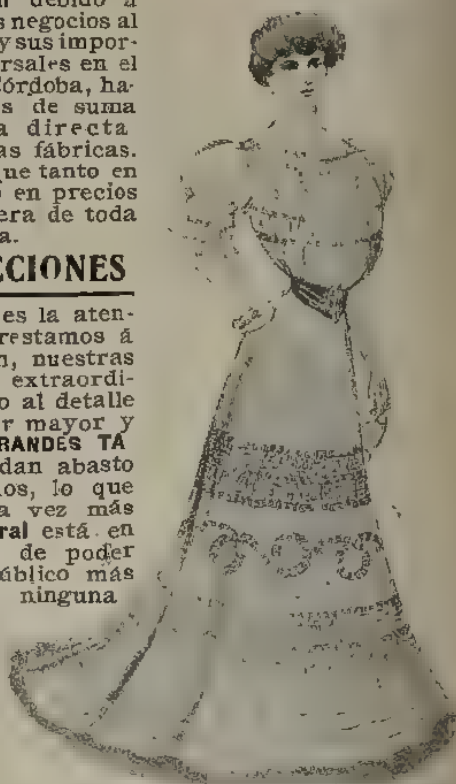 debido a
s negocios al
y sus impor-
rsales en el
Córdoba, ha-
s de suma
a directa
as fábricas.
ue tanto en
o en precios
era de toda
a.
CCIONES
es la aten-
restamos á
n, nuestras
extraordi-
o al detalle
r mayor y
RANDES TA
dan abasto
los, lo que
a vez más
ral está en
de poder
úblico más
ninguna